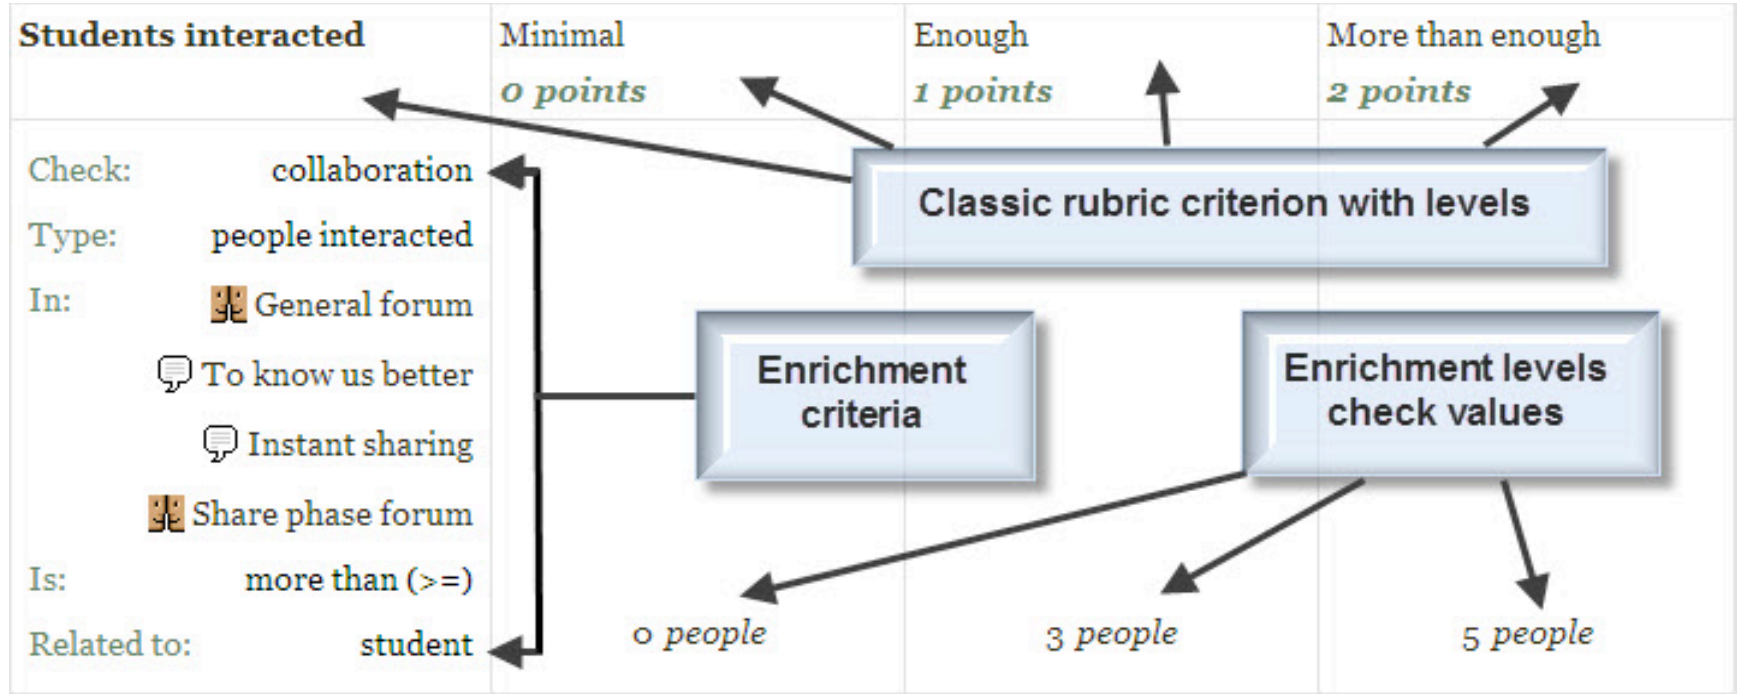 Students interacted
Minimal
Enough
More than enough
0 points
1 points
2 points
Check: collaboration
Classic rubric criterion with levels
Type: people interacted
In: General forum
To know us better
Instant sharing
Share phase forum
Enrichment
criteria
Enrichment levels
check values
Is: more than (>=)
Related to: student
0 people
3 people
5 people